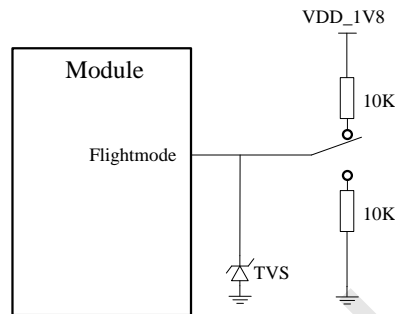 VDD_1V8
Module
10K
Flightmode
10K
TVS